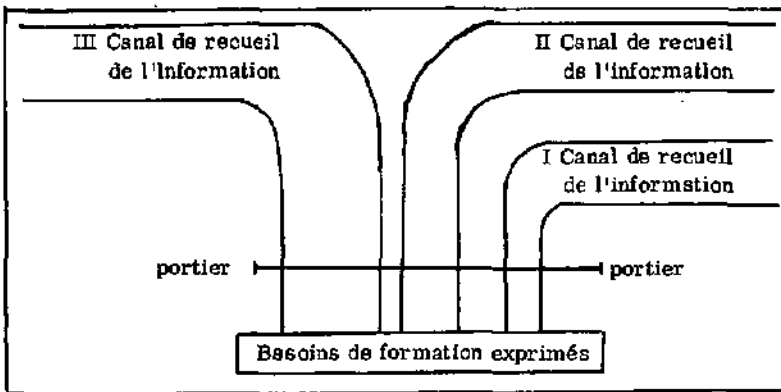 III Canal de recueil
de l'Information
II Canal de recueil
de l'information
I Canal de recueil
de l'information
portier
portier
Besoins de formation exprimés